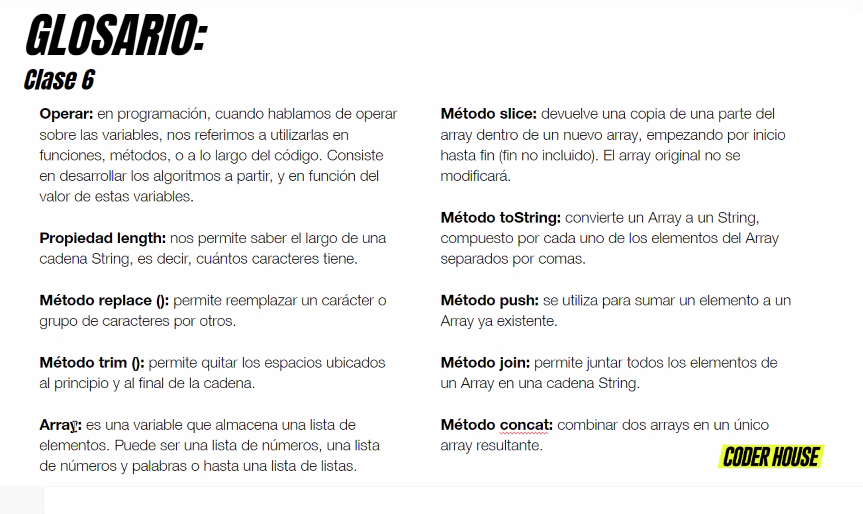 GLOSARIO:
Clase 6
Operar: en programación, cuando hablamos de operar
sobre las variables, nos referimos a utilizarlas en
funciones, métodos, o a lo largo del código. Consiste
en desarrollar los algoritmos a partir, y en función del
valor de estas variables.
Propiedad length: nos permite saber el largo de una
cadena String, es decir, cuántos caracteres tiene.
Método replace (): permite reemplazar un carácter o
grupo de caracteres por otros.
Método trim (): permite quitar los espacios ubicados
al principio y al final de la cadena.
Array: es una variable que almacena una lista de
elementos. Puede ser una lista de números, una lista
de números y palabras o hasta una lista de listas.
Método slice: devuelve una copia de una parte del
array dentro de un nuevo array, empezando por inicio
hasta fin (fin no incluido). El array original no se
modificará.
Método toString: convierte un Array a un String,
compuesto por cada uno de los elementos del Array
separados por comas.
Método push: se utiliza para sumar un elemento a un
Array ya existente.
Método join: permite juntar todos los elementos de
un Array en una cadena String.
Método concat: combinar dos arrays en un único
array resultante.
CODER HOUSE